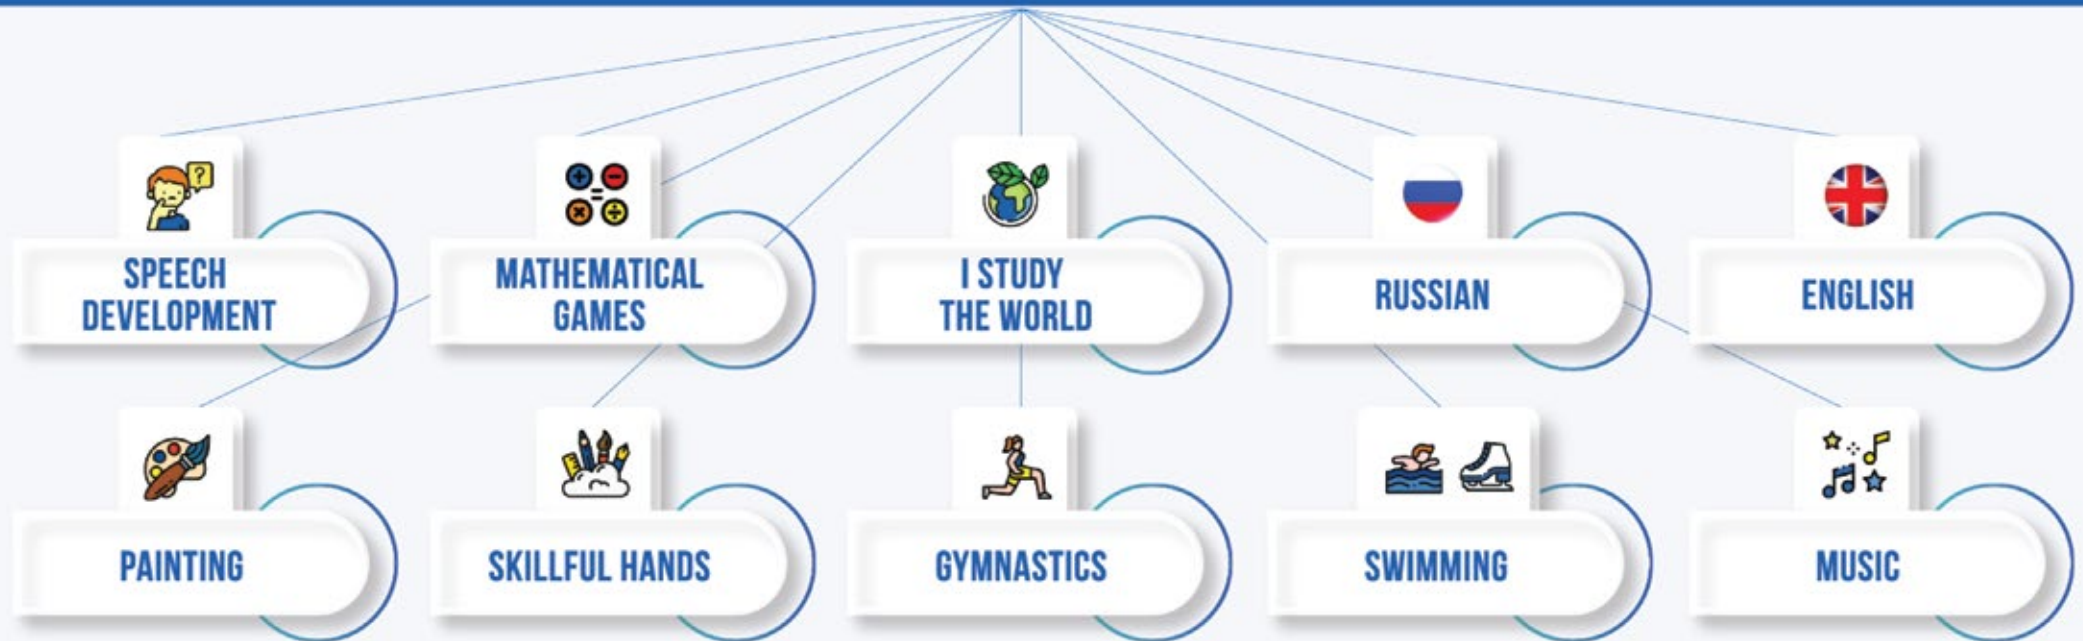 SPEECH
DEVELOPMENT
MATHEMATICAL
GAMES
I STUDY
THE WORLD
RUSSIAN
ENGLISH
PAINTING
SKILLFUL HANDS
GYMNASTICS
SWIMMING
MUSIC